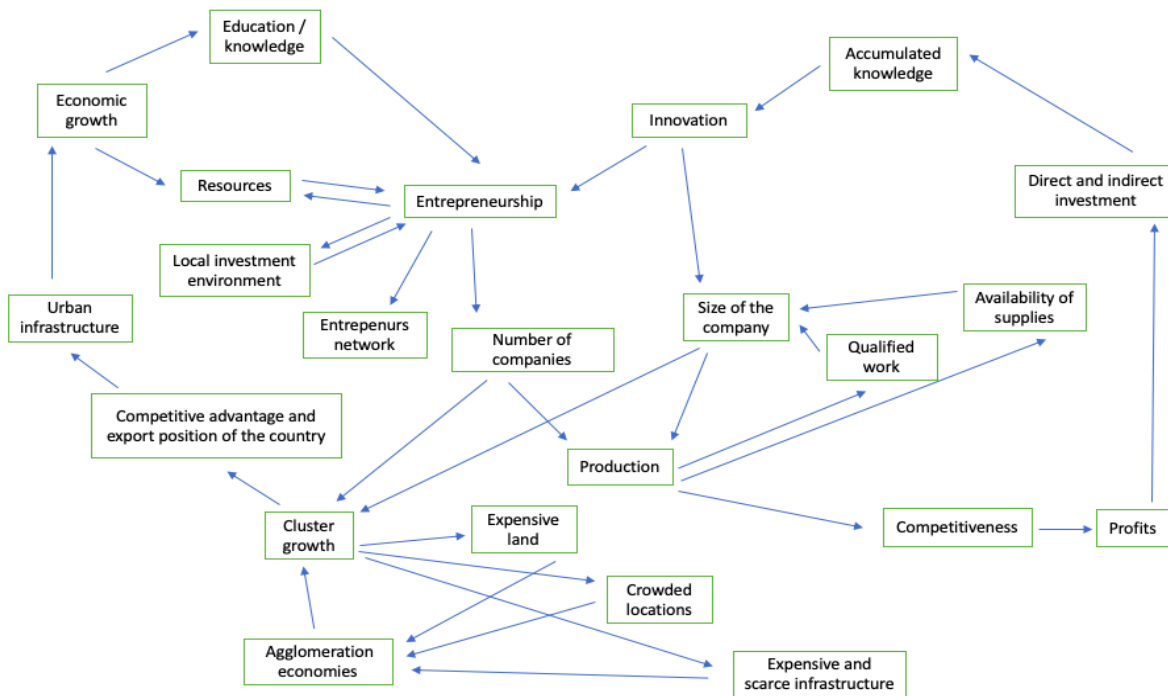 Education /
knowledge
Accumulated
knowledge
Economic
growth
Innovation
Resources
Entrepreneurship
Direct and indirect
investment
Local investment
environment
Urban
infrastructure
Entrepenurs
network
Number of
companies
Size of the
company
Availability of
supplies
Qualified
work
Competitive advantage and
export position of the country
Production
Cluster
growth
Expensive
land
Competitiveness
Profits
Crowded
locations
Agglomeration
economies
Expensive and
scarce infrastructure